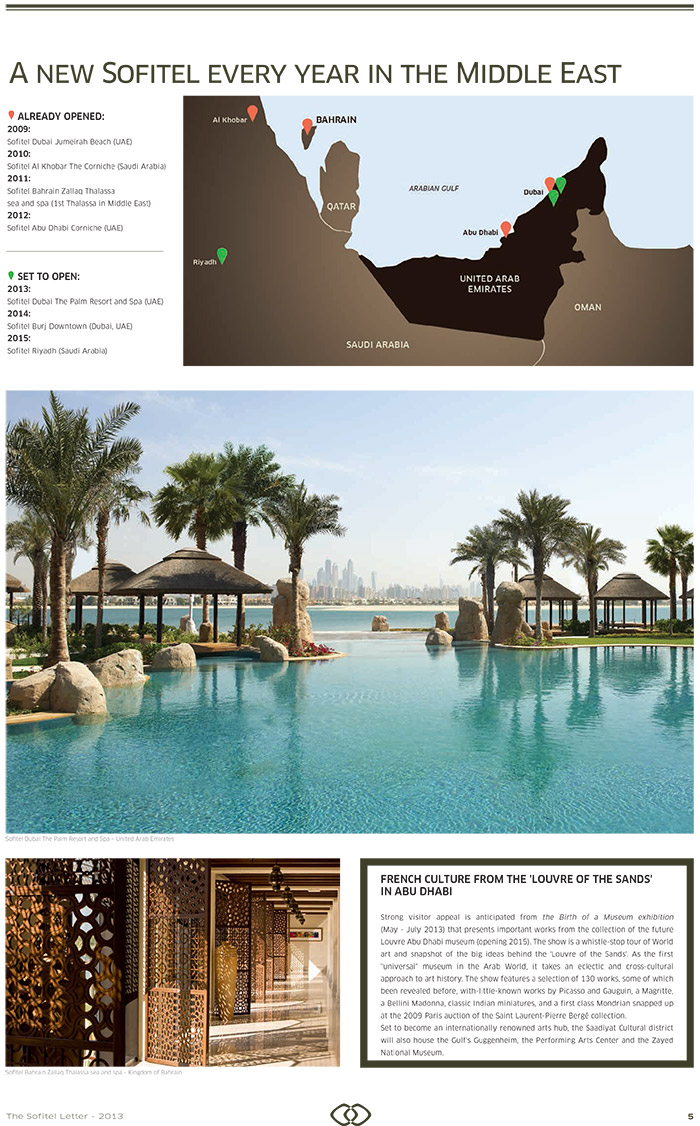 A NEW SOFITEL EVERY YEAR IN THE MIDDLE EAST
ALREADY OPENED:
2009:
Sofitel Dubai Jumeirah Beach (UAE)
2010:
Sofitel Al Khobar The Corniche (Saudi Arabia)
2011:
Sofitel Bahrain Zallaq Thalassa
sea and spa (1st Thalassa in Middle East)
2012:
Sofitel Abu Dhabi Corniche (UAE)
SET TO OPEN:
2013:
Sofitel Dubai The Palm Resort and Spa (UAE)
2014:
Sofitel Burj Downtown (Dubai, UAE)
2015:
Sofitel Riyadh (Saudi Arabia)
Al Khobar
BAHRAIN
ARABIAN GULF
Dubai
QATAR
Abu Dhabi
Riyadh
UNITED ARAB
EMIRATES
OMAN
SAUDI ARABIA
Sofitel Dubai The Palm Resort and Spa - United Arab Emirates
Sofitel Bahrain Zallaq Thalassa sea and spa - Kingdom of Bahrain
FRENCH CULTURE FROM THE 'LOUVRE OF THE SANDS'
IN ABU DHABI
Strong visitor appeal is anticipated from the Birth of a Museum exhibition
(May - July 2013) that presents important works from the collection of the future
Louvre Abu Dhabi museum (opening 2015). The show is a whistle-stop tour of World
art and snapshot of the big ideas behind the 'Louvre of the Sands'. As the first
"universal" museum in the Arab World, it takes an eclectic and cross-cultural
approach to art history. The show features a selection of 130 works, some of which
been revealed before, with-little-known works by Picasso and Gauguin, a Magritte,
a Bellini Madonna, classic Indian miniatures, and a first class Mondrian snapped up
at the 2009 Paris auction of the Saint Laurent-Pierre Bergé collection.
Set to become an internationally renowned arts hub, the Saadiyat Cultural district
will also house the Gulf's Guggenheim, the Performing Arts Center and the Zayed
National Museum.
The Sofitel Letter - 2013
5